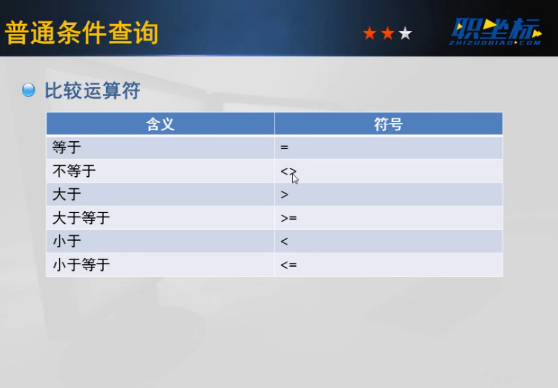 普通条件查询
职坐标
ZHIZUOBIAO.COM
比较运算符
含义 符号
等于 =
不等于 <>
大于 >
大于等于 >=
小于 <
小于等于 <=